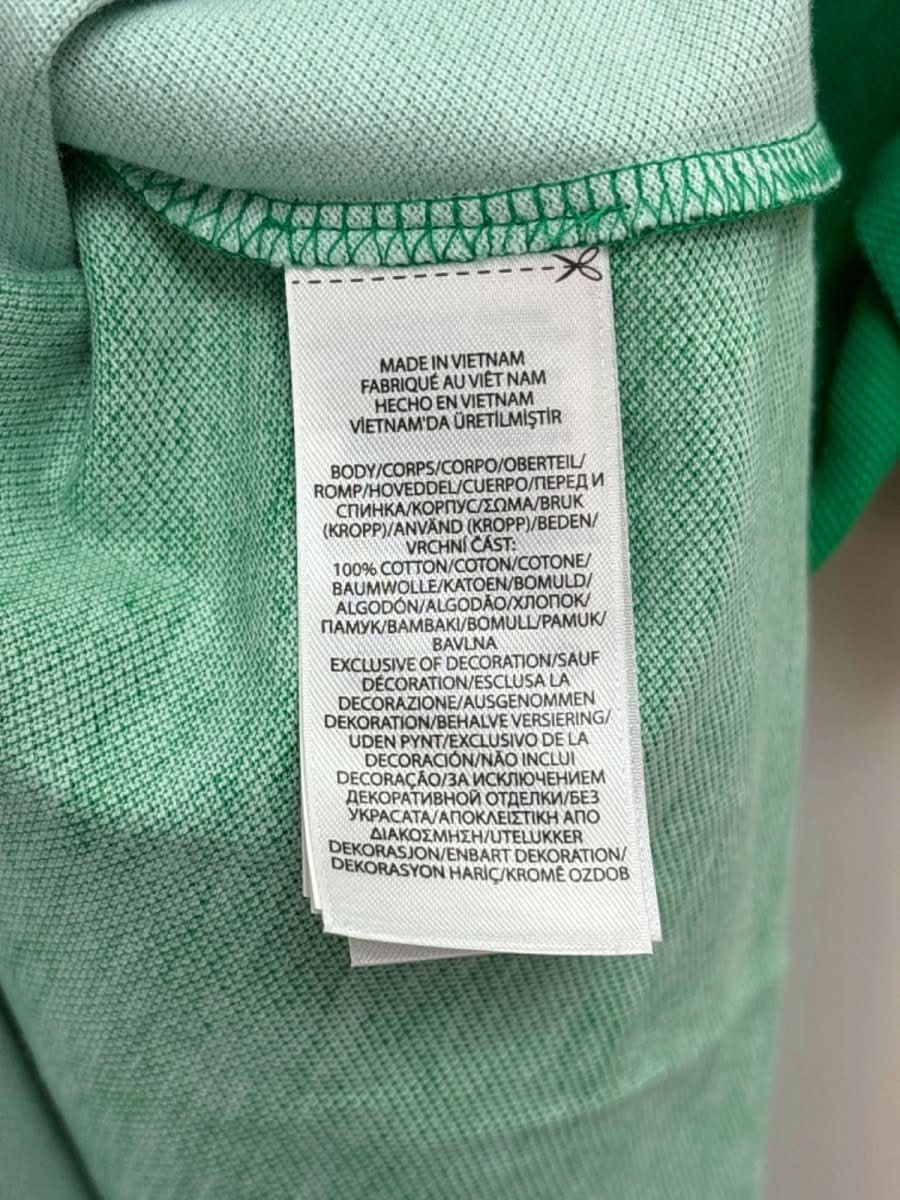 MADE IN VIETNAM
FABRIQUÉ AU VIÊT NAM
HECHO EN VIETNAM
VİETNAM'DA ÜRETİLMİŞTİR
BODY/CORPS/CORPO/OBERTEIL/
ROMP/HOVEDDEL/CUERPO/ПЕРЕД И
СПИНКА/КОРПУС/ΣΩΜΑ/BRUK
(KROPP)/ANVÄND (KROPP)/BEDEN/
VRCHNÍ ČÁST:
100% COTTON/COTON/COTONE/
BAUMWOLLE/KATOEN/BOMULD/
ALGODÓN/ALGODÃO/ХЛОПОК/
ПАМУК/ΒΑΜΒΑΚΙ/BOMULL/PAMUK/
BAVLNA
EXCLUSIVE OF DECORATION/SAUF
DÉCORATION/ESCLUSA LA
DECORAZIONE/AUSGENOMMEN
DEKORATION/BEHALVE VERSIERING/
UDEN PYNT/EXCLUSIVO DE LA
DECORACIÓN/NÃO INCLUI
DECORAÇÃO/ЗА ИСКЛЮЧЕНИЕМ
ДЕКОРАТИВНОЙ ОТДЕЛКИ/БЕЗ
УКРАСАТА/ΑΠΟΚΛΕΙΣΤΙΚΗ ΑΠΟ
ΔΙΑΚΟΣΜΗΣΗ/UTELUKKER
DEKORASJON/ENBART DEKORATION/
DEKORASYON HARİÇ/KROMĚ OZDOB